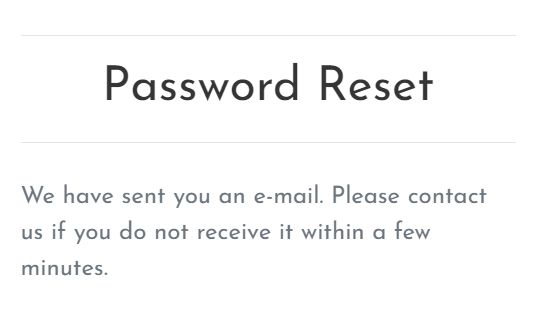 Password Reset
We have sent you an e-mail. Please contact
us if you do not receive it within a few
minutes.